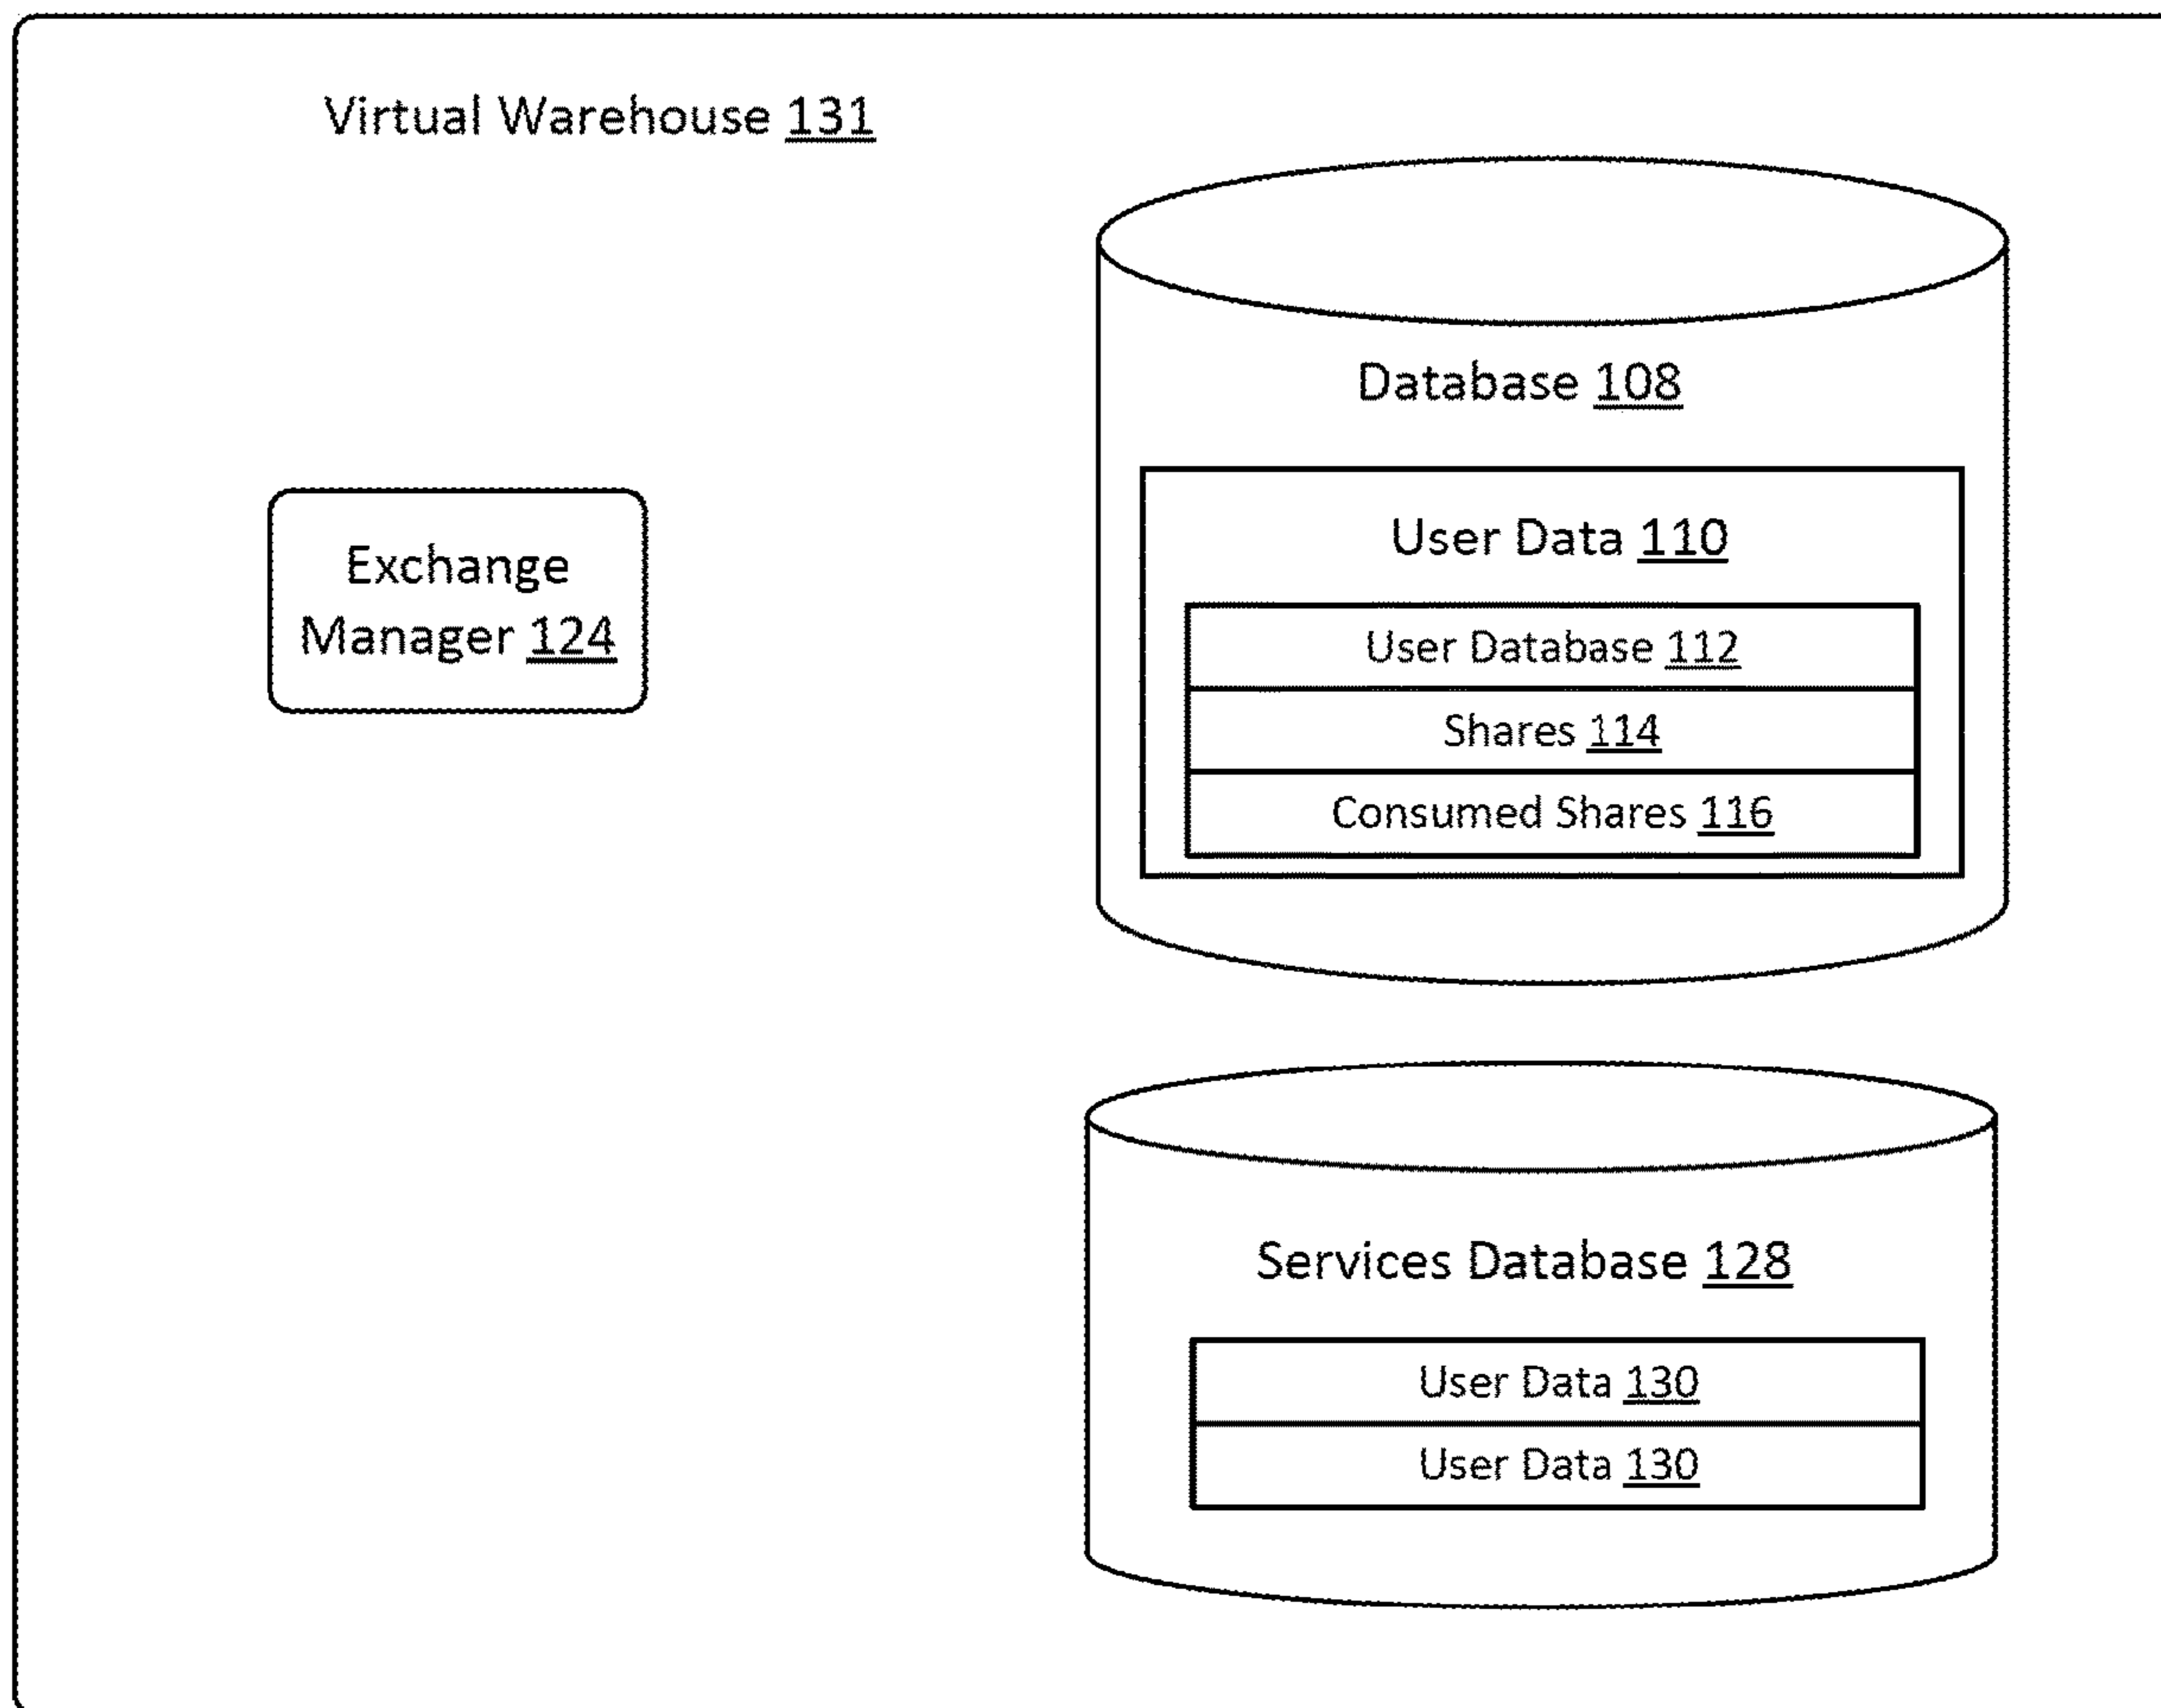 Virtual Warehouse 131
Exchange
Manager 124
Database 108
User Data 110
User Database 112
Shares 114
Consumed Shares 116
Services Database 128
User Data 130
User Data 130